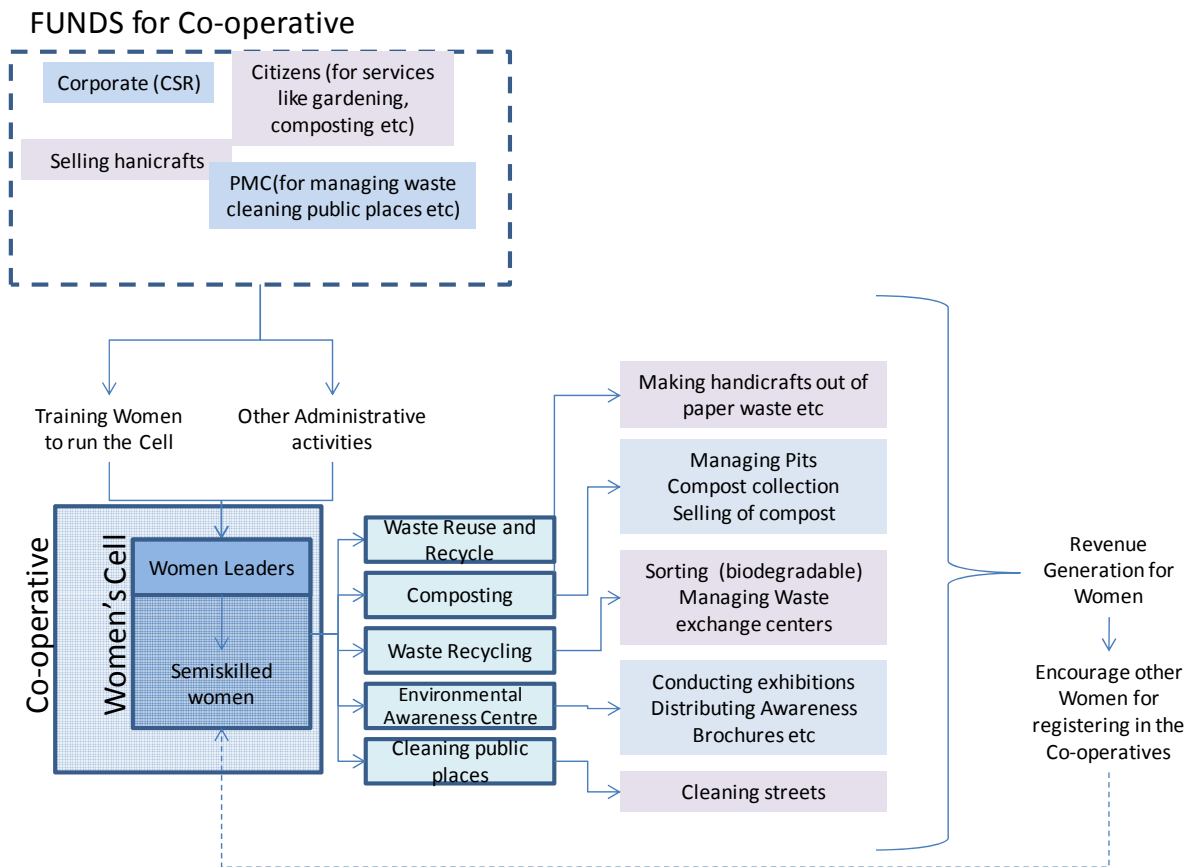 FUNDS for Co-operative
Corporate (CSR)
Citizens (for services
like gardening,
composting etc)
Selling hanicrafts
PMC(for managing waste
cleaning public places etc)
Training Women
to run the Cell
Other Administrative
activities
Co-operative
Women's Cell
Women Leaders
Semiskilled
women
Waste Reuse and
Recycle
Composting
Waste Recycling
Environmental
Awareness Centre
Cleaning public
places
Making handicrafts out of
paper waste etc
Managing Pits
Compost collection
Selling of compost
Sorting (biodegradable)
Managing Waste
exchange centers
Conducting exhibitions
Distributing Awareness
Brochures etc
Cleaning streets
Revenue
Generation for
Women
Encourage other
Women for
registering in the
Co-operatives